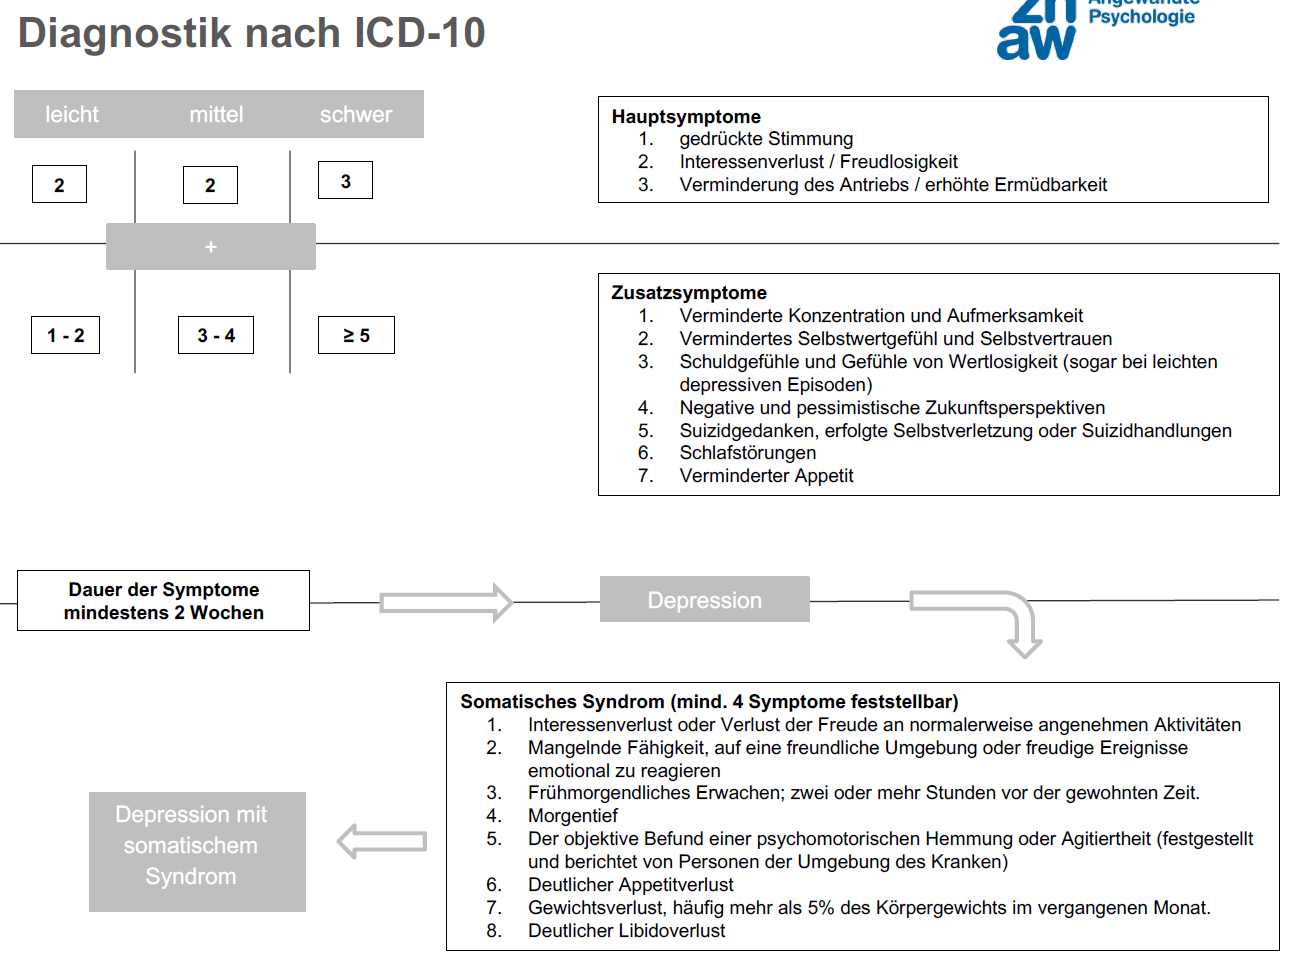 Diagnostik nach ICD-10
zh
aw
Angewandte
Psychologie
leicht mittel schwer
2 2 3
+
1 - 2 3 - 4 ≥ 5
Hauptsymptome
1. gedrückte Stimmung
2. Interessenverlust / Freudlosigkeit
3. Verminderung des Antriebs / erhöhte Ermüdbarkeit
Zusatzsymptome
1. Verminderte Konzentration und Aufmerksamkeit
2. Vermindertes Selbstwertgefühl und Selbstvertrauen
3. Schuldgefühle und Gefühle von Wertlosigkeit (sogar bei leichten
depressiven Episoden)
4. Negative und pessimistische Zukunftsperspektiven
5. Suizidgedanken, erfolgte Selbstverletzung oder Suizidhandlungen
6. Schlafstörungen
7. Verminderter Appetit
Dauer der Symptome
mindestens 2 Wochen
Depression
Somatisches Syndrom (mind. 4 Symptome feststellbar)
1. Interessenverlust oder Verlust der Freude an normalerweise angenehmen Aktivitäten
2. Mangelnde Fähigkeit, auf eine freundliche Umgebung oder freudige Ereignisse
emotional zu reagieren
3. Frühmorgendliches Erwachen; zwei oder mehr Stunden vor der gewohnten Zeit.
4. Morgentief
5. Der objektive Befund einer psychomotorischen Hemmung oder Agitiertheit (festgestellt
und berichtet von Personen der Umgebung des Kranken)
6. Deutlicher Appetitverlust
7. Gewichtsverlust, häufig mehr als 5% des Körpergewichts im vergangenen Monat.
8. Deutlicher Libidoverlust
Depression mit
somatischem
Syndrom